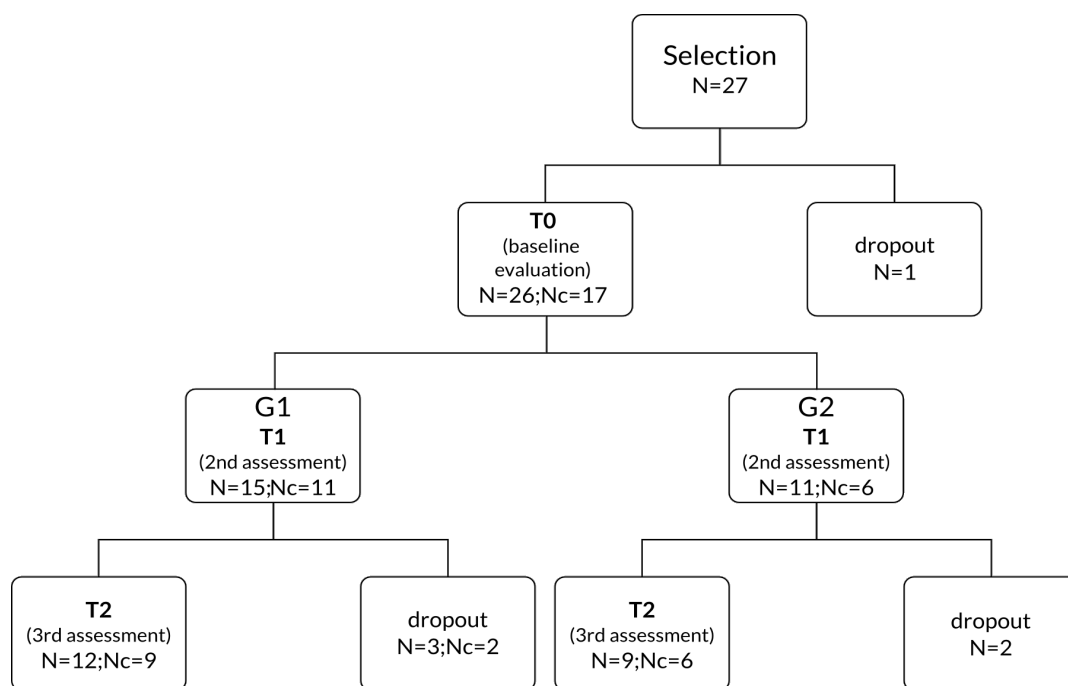 Selection
N=27
T0
(baseline
evaluation)
N=26;Nc=17
dropout
N=1
G1
T1
(2nd assessment)
N=15;Nc=11
G2
T1
(2nd assessment)
N=11;Nc=6
T2
(3rd assessment)
N=12;Nc=9
dropout
N=3;Nc=2
T2
(3rd assessment)
N=9;Nc=6
dropout
N=2